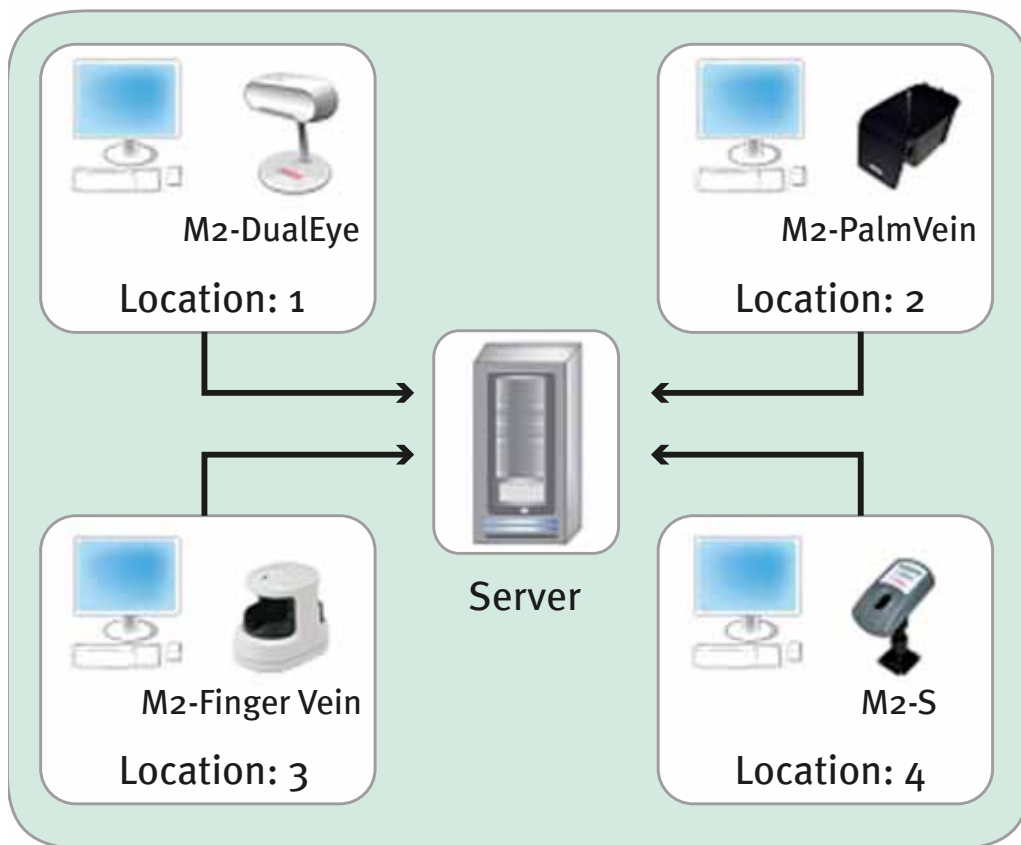 M2-DualEye
Location: 1
M2-PalmVein
Location: 2
Server
M2-Finger Vein
Location: 3
M2-S
Location: 4